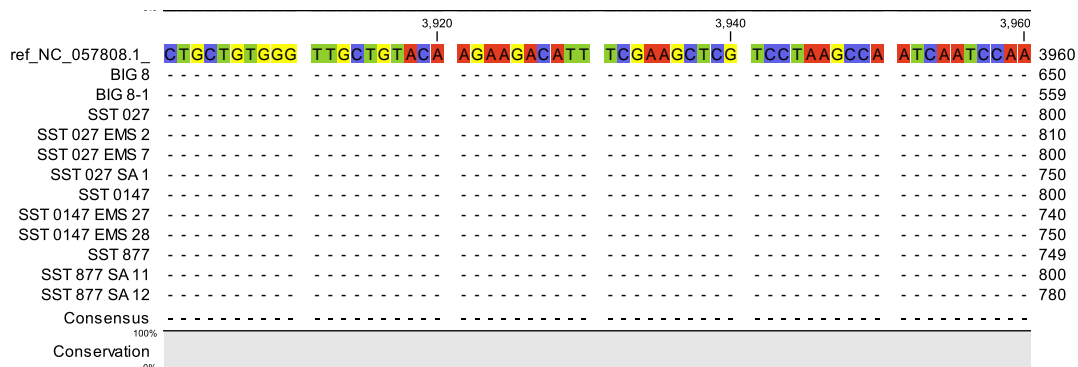 3,920 3,940 3,960
ref_NC_057808.1_ CTGCTGTGGG TTGCTGTACA AGAAGACATT TCGAAGCTCG TCCTAAGCCA ATCAATCCAA 3960
BIG 8 - - - - - - - - - - - - - - - - - - - - - - - - - - - - - - - - - - - - - - - - - - - - - - - - - - - - - - - - - - - - 650
BIG 8-1 - - - - - - - - - - - - - - - - - - - - - - - - - - - - - - - - - - - - - - - - - - - - - - - - - - - - - - - - - - - - 559
SST 027 - - - - - - - - - - - - - - - - - - - - - - - - - - - - - - - - - - - - - - - - - - - - - - - - - - - - - - - - - - - - 800
SST 027 EMS 2 - - - - - - - - - - - - - - - - - - - - - - - - - - - - - - - - - - - - - - - - - - - - - - - - - - - - - - - - - - - - 810
SST 027 EMS 7 - - - - - - - - - - - - - - - - - - - - - - - - - - - - - - - - - - - - - - - - - - - - - - - - - - - - - - - - - - - - 800
SST 027 SA 1 - - - - - - - - - - - - - - - - - - - - - - - - - - - - - - - - - - - - - - - - - - - - - - - - - - - - - - - - - - - - 750
SST 0147 - - - - - - - - - - - - - - - - - - - - - - - - - - - - - - - - - - - - - - - - - - - - - - - - - - - - - - - - - - - - 800
SST 0147 EMS 27 - - - - - - - - - - - - - - - - - - - - - - - - - - - - - - - - - - - - - - - - - - - - - - - - - - - - - - - - - - - - 740
SST 0147 EMS 28 - - - - - - - - - - - - - - - - - - - - - - - - - - - - - - - - - - - - - - - - - - - - - - - - - - - - - - - - - - - - 750
SST 877 - - - - - - - - - - - - - - - - - - - - - - - - - - - - - - - - - - - - - - - - - - - - - - - - - - - - - - - - - - - - 749
SST 877 SA 11 - - - - - - - - - - - - - - - - - - - - - - - - - - - - - - - - - - - - - - - - - - - - - - - - - - - - - - - - - - - - 800
SST 877 SA 12 - - - - - - - - - - - - - - - - - - - - - - - - - - - - - - - - - - - - - - - - - - - - - - - - - - - - - - - - - - - - 780
Consensus - - - - - - - - - - - - - - - - - - - - - - - - - - - - - - - - - - - - - - - - - - - - - - - - - - - - - - - - - - - -
100%
Conservation